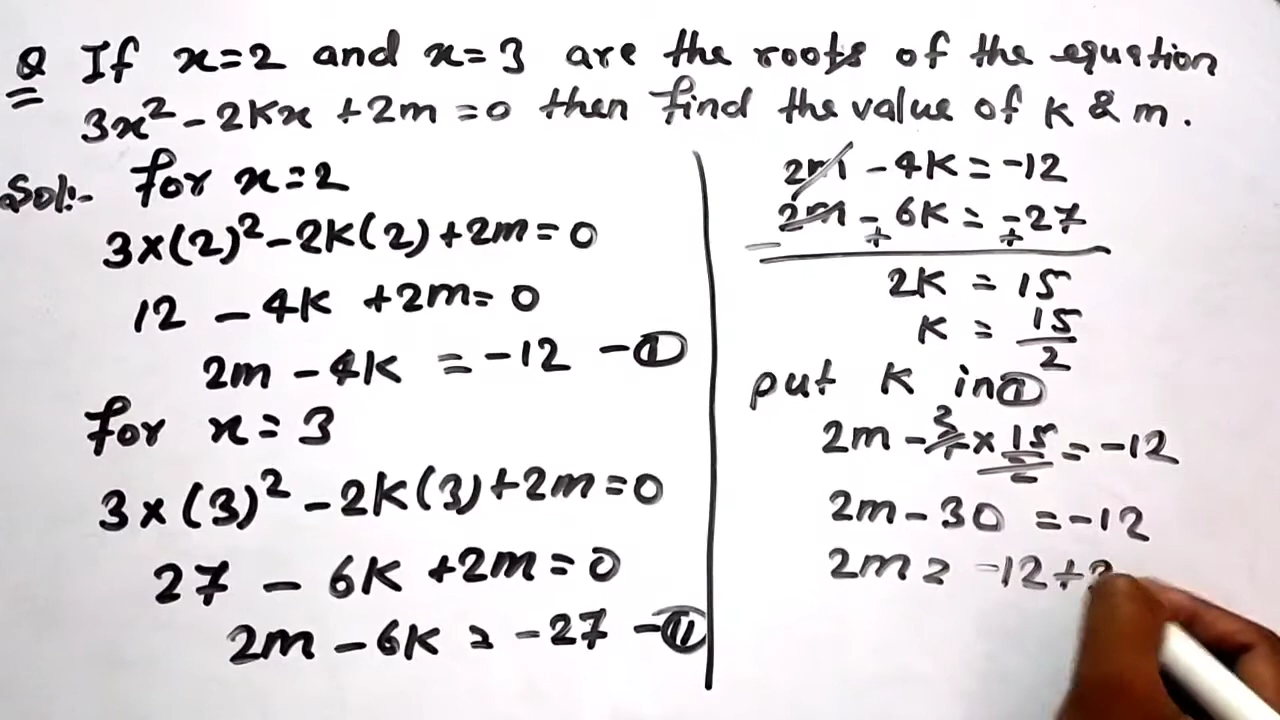 Q If x=2 and x=3 are the roots of the equstion
3x²-2Kx+2m=0 then find the value of K & m.
Sol:- for x=2
3×(2)²-2K(2)+2m=0
12 - 4K +2m=0
2m - 4K = -12 - ①
for x=3
3×(3)²-2K(3)+2m=0
27 - 6K +2m=0
2m - 6K = -27 - ⑪
2m - 4K = -12
2m - 6K = -27
- + +
2K = 15
K = 15/2
put K in ①
2m - 4 2 × 15/2 = -12
2m - 30 = -12
2m = -12+